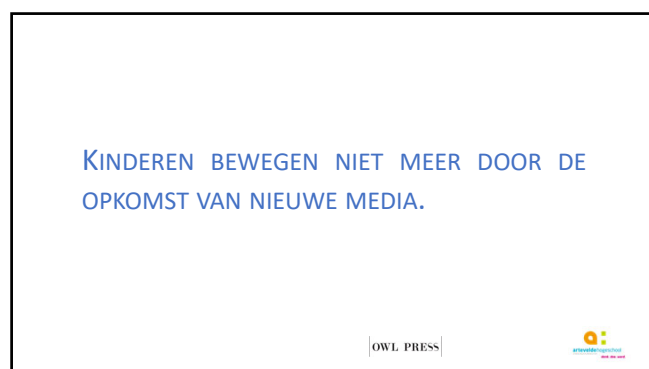 KINDEREN BEWEGEN NIET MEER DOOR DE
OPKOMST VAN NIEUWE MEDIA.
OWL PRESS
a:
arteveldehogeschool